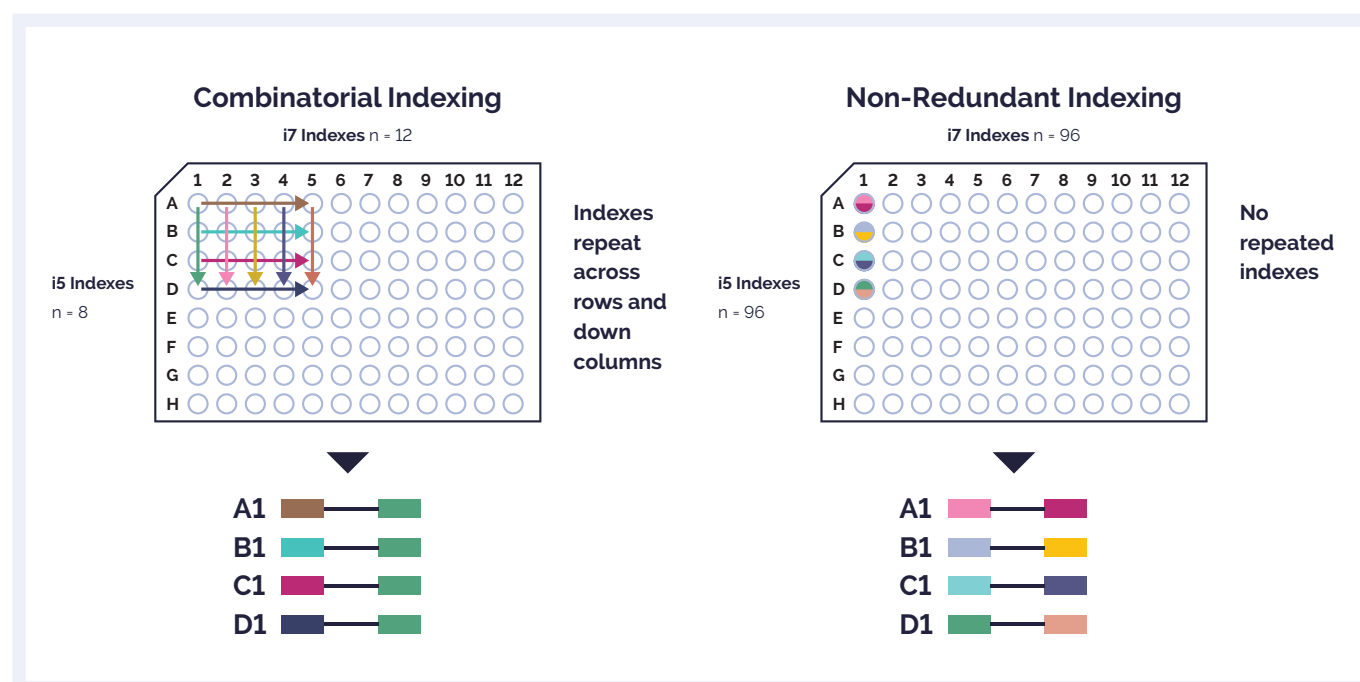 Combinatorial Indexing
i7 Indexes n = 12
1 2 3 4 5 6 7 8 9 10 11 12
A
B
C
D
E
F
G
H
i5 Indexes
n = 8
Indexes
repeat
across
rows and
down
columns
A1
B1
C1
D1
Non-Redundant Indexing
i7 Indexes n = 96
1 2 3 4 5 6 7 8 9 10 11 12
A
B
C
D
E
F
G
H
i5 Indexes
n = 96
No
repeated
indexes
A1
B1
C1
D1